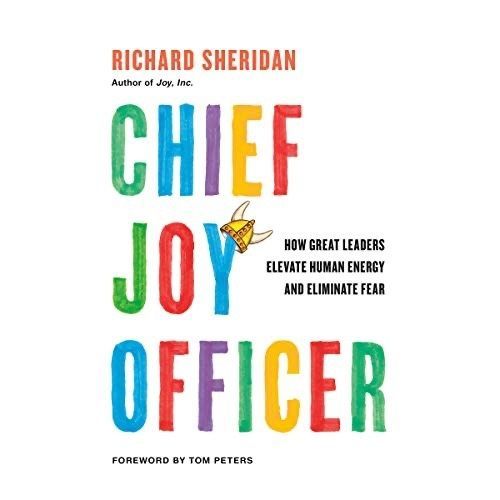 RICHARD SHERIDAN
Author of Joy, Inc.
CHIEF
JOY
HOW GREAT LEADERS
ELEVATE HUMAN ENERGY
AND ELIMINATE FEAR
OFFICER
FOREWORD BY TOM PETERS